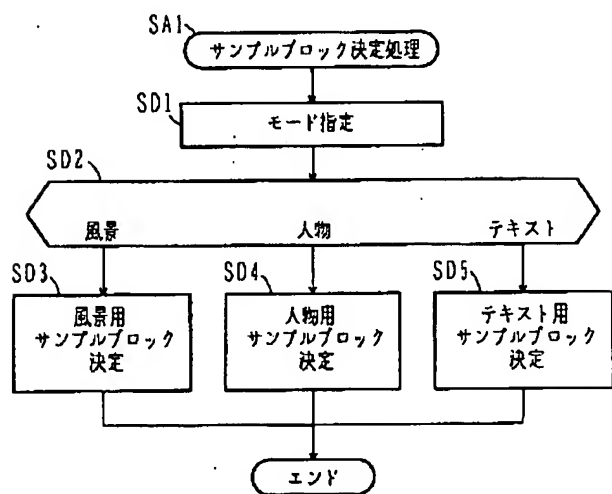 SA1
サンプルブロック決定処理
SD1
モード指定
SD2
風景 人物 テキスト
SD3 SD4 SD5
風景用 人物用 テキスト用
サンプルブロック サンプルブロック サンプルブロック
決定 決定 決定
エンド